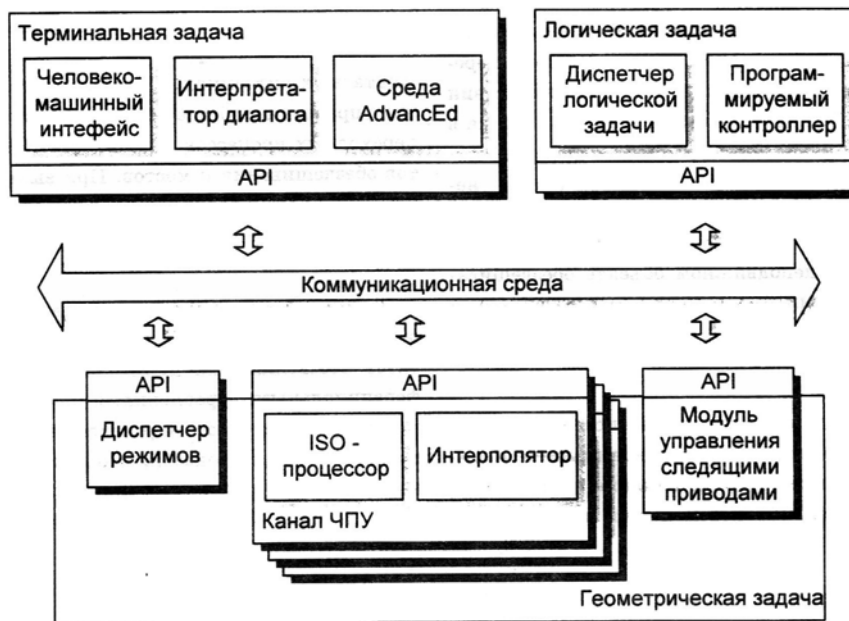 Терминальная задача
Человеко-
машинный
интефейс
Интерпрета-
тор диалога
Среда
AdvancEd
API
Логическая задача
Диспетчер
логической
задачи
Програм-
мируемый
контроллер
API
Коммуникационная среда
API
Диспетчер
режимов
API
ISO -
процессор
Интерполятор
Канал ЧПУ
API
Модуль
управления
следящими
приводами
Геометрическая задача